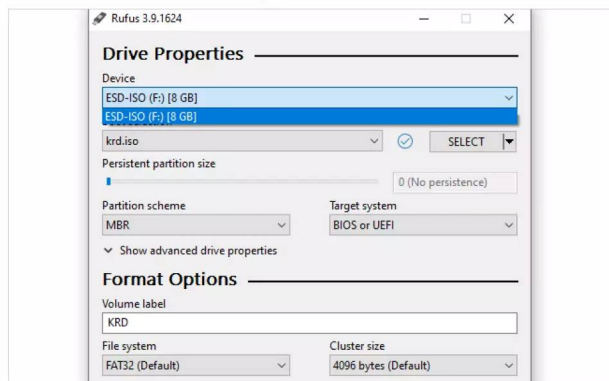 Rufus 3.9.1624
Drive Properties
Device
ESD-ISO (F:) [8 GB]
ESD-ISO (F:) [8 GB]
krd.iso
SELECT
Persistent partition size
0 (No persistence)
Partition scheme
Target system
MBR
BIOS or UEFI
Show advanced drive properties
Format Options
Volume label
KRD
File system
Cluster size
FAT32 (Default)
4096 bytes (Default)